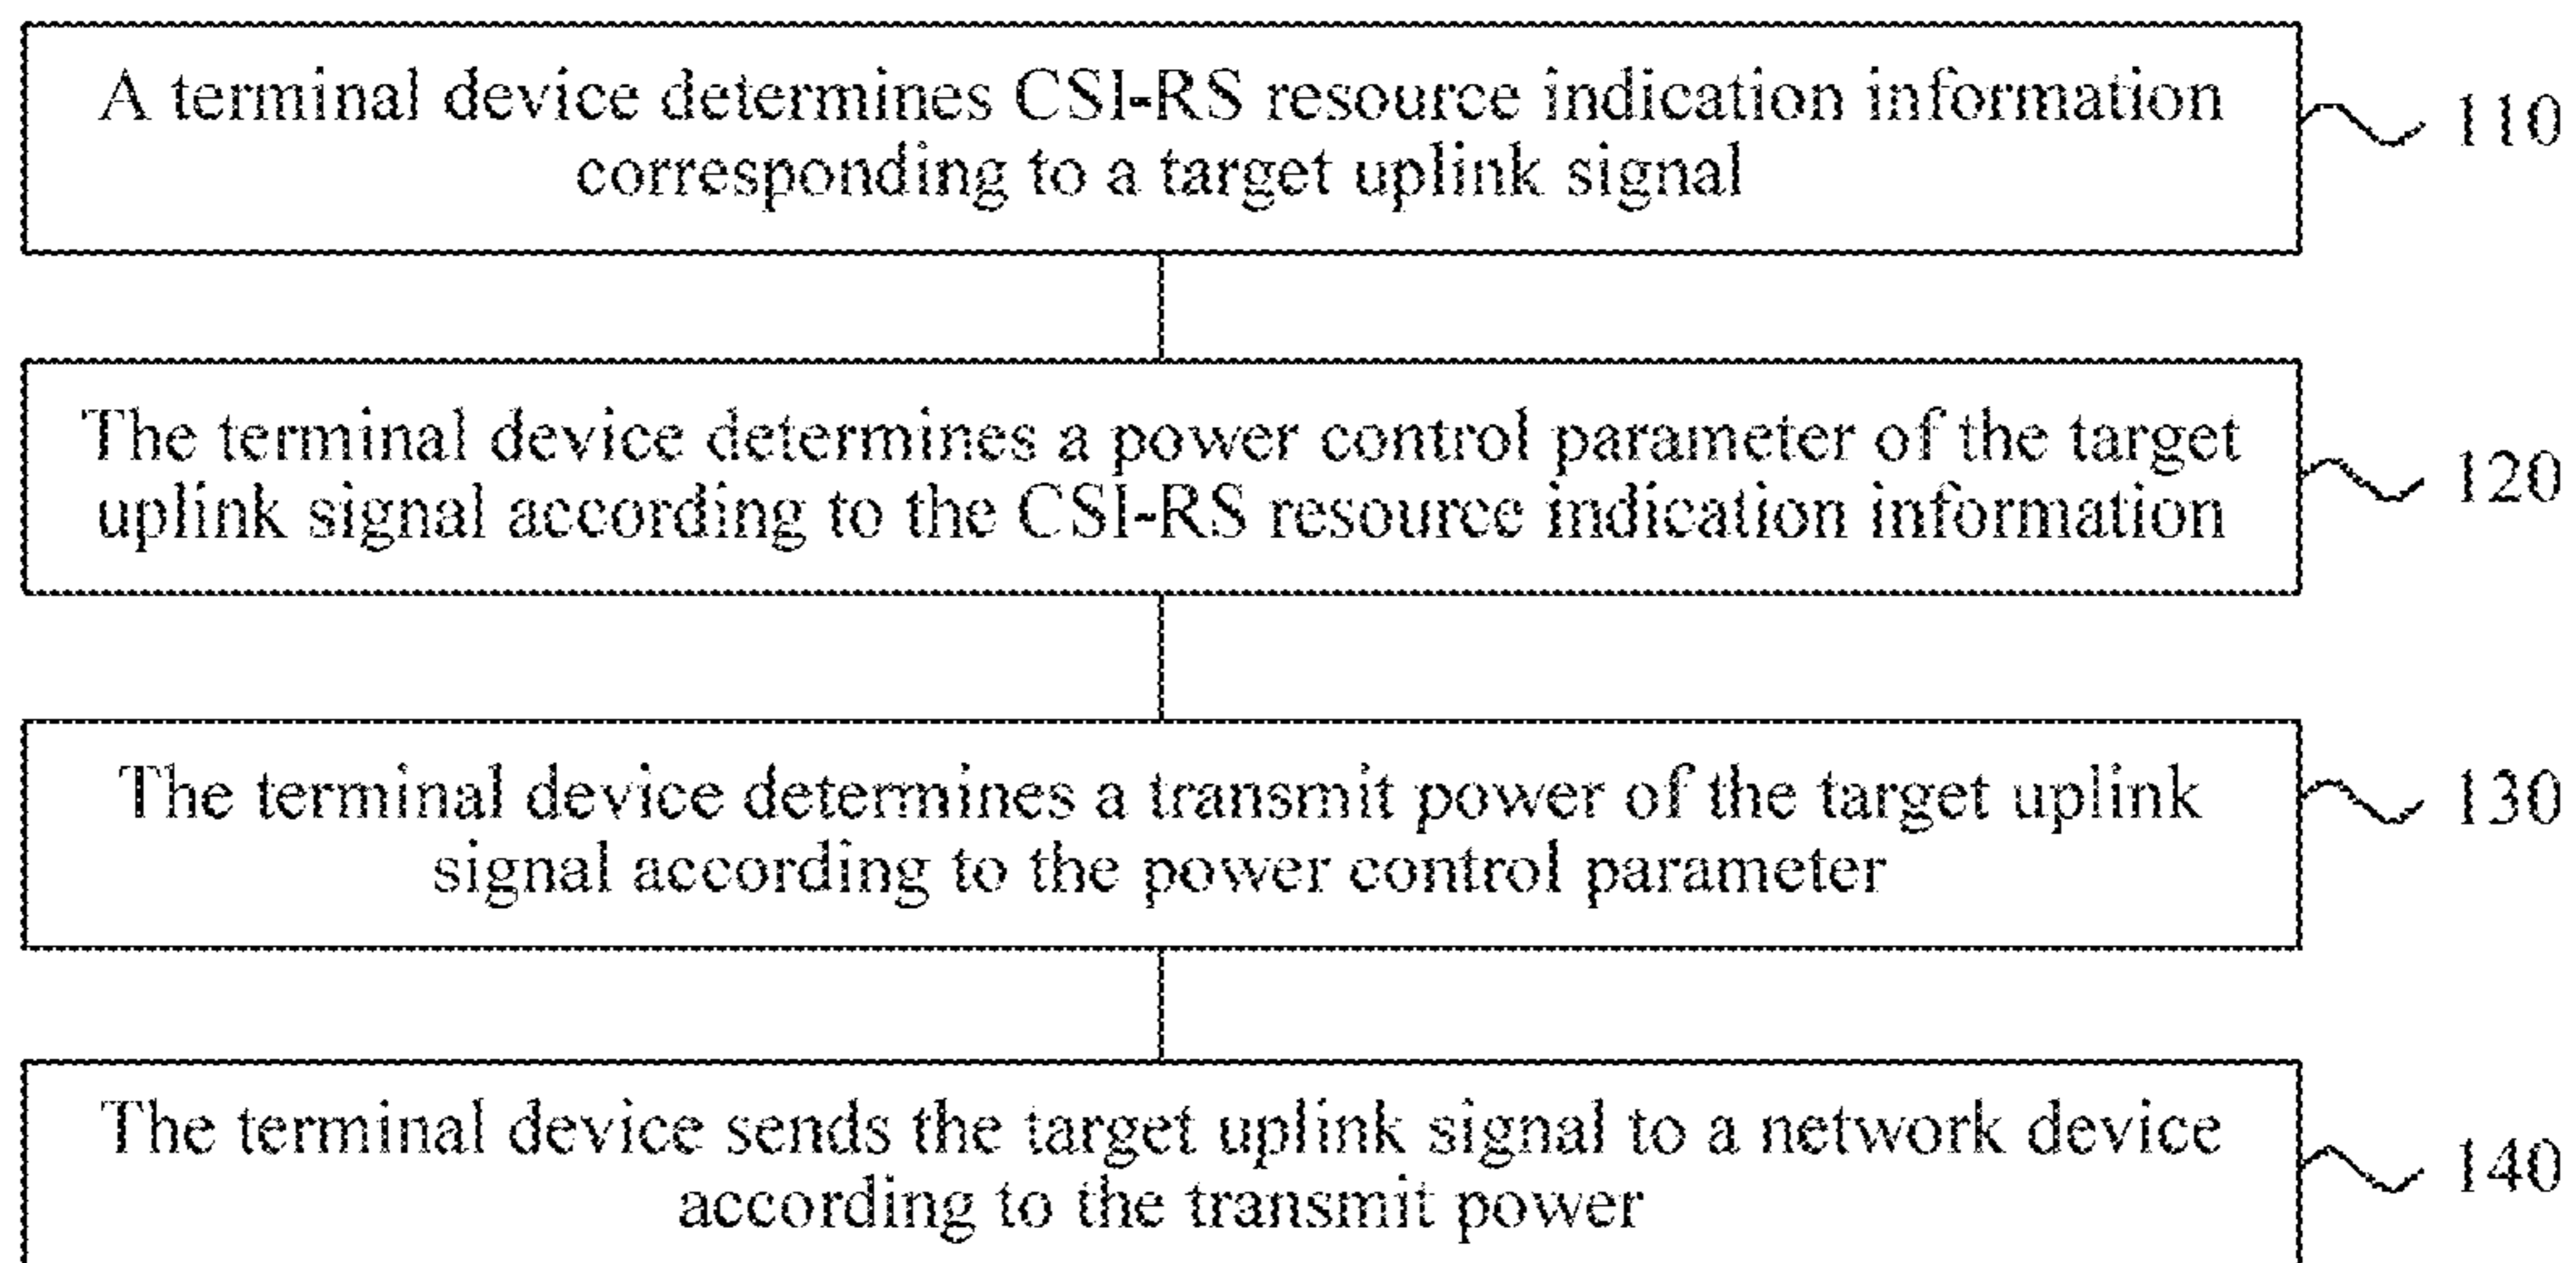 A terminal device determines CSI-RS resource indication information
corresponding to a target uplink signal
110
The terminal device determines a power control parameter of the target
uplink signal according to the CSI-RS resource indication information
120
The terminal device determines a transmit power of the target uplink
signal according to the power control parameter
130
The terminal device sends the target uplink signal to a network device
according to the transmit power
140